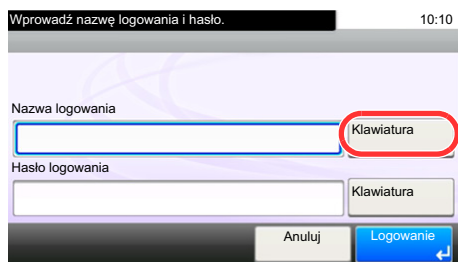 Wprowadź nazwę logowania i hasło. 10:10
Nazwa logowania
Klawiatura
Hasło logowania
Klawiatura
Anuluj Logowanie